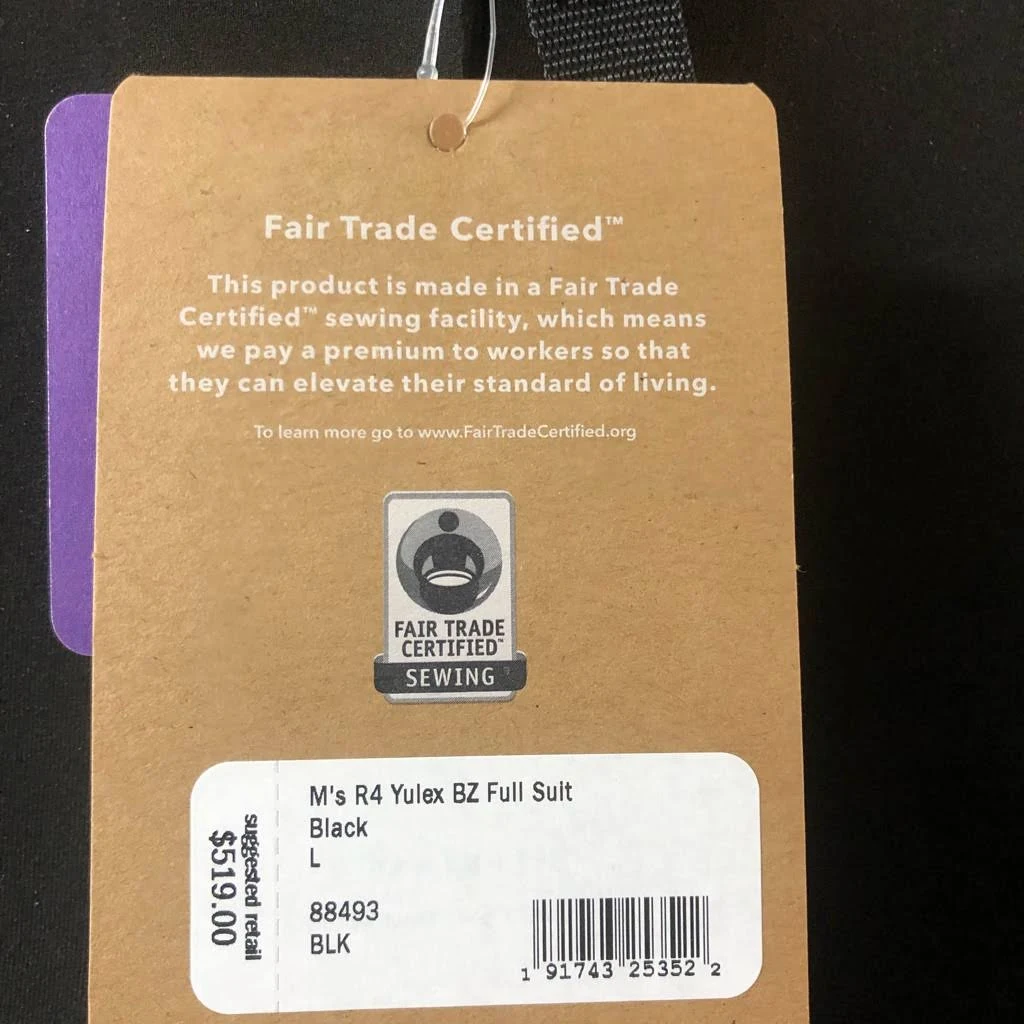 Fair Trade Certified™
This product is made in a Fair Trade
Certified™ sewing facility, which means
we pay a premium to workers so that
they can elevate their standard of living.
To learn more go to www.FairTradeCertified.org
FAIR TRADE
CERTIFIED™
SEWING
suggested retail
$519.00
M's R4 Yulex BZ Full Suit
Black
L
88493
BLK
1 91743 25352 2